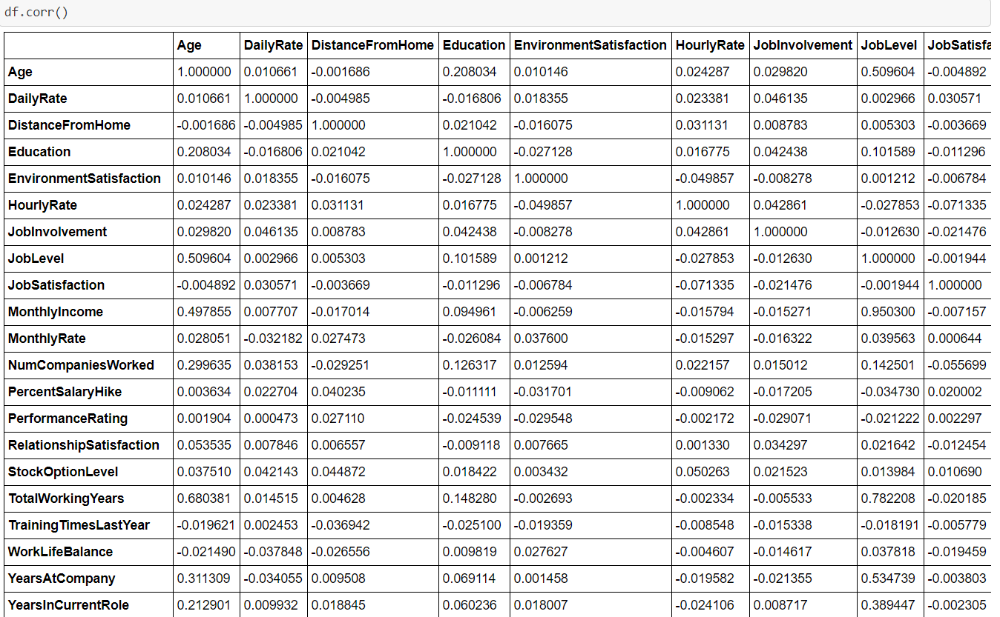 df.corr()
Age DailyRate DistanceFromHome Education EnvironmentSatisfaction HourlyRate JobInvolvement JobLevel JobSatisfa
Age 1.000000 0.010661 -0.001686 0.208034 0.010146 0.024287 0.029820 0.509604 -0.004892
DailyRate 0.010661 1.000000 -0.004985 -0.016806 0.018355 0.023381 0.046135 0.002966 0.030571
DistanceFromHome -0.001686 -0.004985 1.000000 0.021042 -0.016075 0.031131 0.008783 0.005303 -0.003669
Education 0.208034 -0.016806 0.021042 1.000000 -0.027128 0.016775 0.042438 0.101589 -0.011296
EnvironmentSatisfaction 0.010146 0.018355 -0.016075 -0.027128 1.000000 -0.049857 -0.008278 0.001212 -0.006784
HourlyRate 0.024287 0.023381 0.031131 0.016775 -0.049857 1.000000 0.042861 -0.027853 -0.071335
JobInvolvement 0.029820 0.046135 0.008783 0.042438 -0.008278 0.042861 1.000000 -0.012630 -0.021476
JobLevel 0.509604 0.002966 0.005303 0.101589 0.001212 -0.027853 -0.012630 1.000000 -0.001944
JobSatisfaction -0.004892 0.030571 -0.003669 -0.011296 -0.006784 -0.071335 -0.021476 -0.001944 1.000000
MonthlyIncome 0.497855 0.007707 -0.017014 0.094961 -0.006259 -0.015794 -0.015271 0.950300 -0.007157
MonthlyRate 0.028051 -0.032182 0.027473 -0.026084 0.037600 -0.015297 -0.016322 0.039563 0.000644
NumCompaniesWorked 0.299635 0.038153 -0.029251 0.126317 0.012594 0.022157 0.015012 0.142501 -0.055699
PercentSalaryHike 0.003634 0.022704 0.040235 -0.011111 -0.031701 -0.009062 -0.017205 -0.034730 0.020002
PerformanceRating 0.001904 0.000473 0.027110 -0.024539 -0.029548 -0.002172 -0.029071 -0.021222 0.002297
RelationshipSatisfaction 0.053535 0.007846 0.006557 -0.009118 0.007665 0.001330 0.034297 0.021642 -0.012454
StockOptionLevel 0.037510 0.042143 0.044872 0.018422 0.003432 0.050263 0.021523 0.013984 0.010690
TotalWorkingYears 0.680381 0.014515 0.004628 0.148280 -0.002693 -0.002334 -0.005533 0.782208 -0.020185
TrainingTimesLastYear -0.019621 0.002453 -0.036942 -0.025100 -0.019359 -0.008548 -0.015338 -0.018191 -0.005779
WorkLifeBalance -0.021490 -0.037848 -0.026556 0.009819 0.027627 -0.004607 -0.014617 0.037818 -0.019459
YearsAtCompany 0.311309 -0.034055 0.009508 0.069114 0.001458 -0.019582 -0.021355 0.534739 -0.003803
YearsInCurrentRole 0.212901 0.009932 0.018845 0.060236 0.018007 -0.024106 0.008717 0.389447 -0.002305